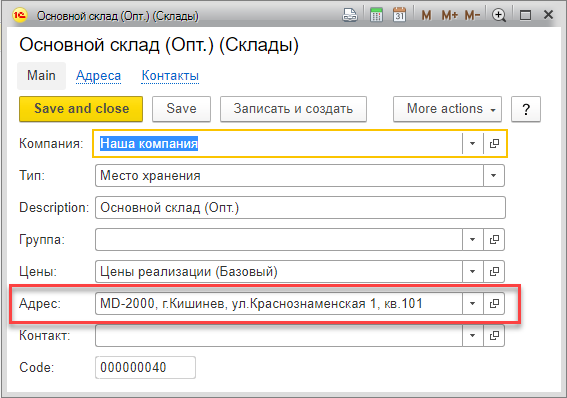 1С Основной склад (Опт.) (Склады) 31 M M+ M-
Основной склад (Опт.) (Склады)
Main Адреса Контакты
Save and close Save Записать и создать More actions ?
Компания: Наша компания
Тип: Место хранения
Description: Основной склад (Опт.)
Группа:
Цены: Цены реализации (Базовый)
Адрес: MD-2000, г.Кишинев, ул.Краснознаменская 1, кв.101
Контакт:
Code: 000000040